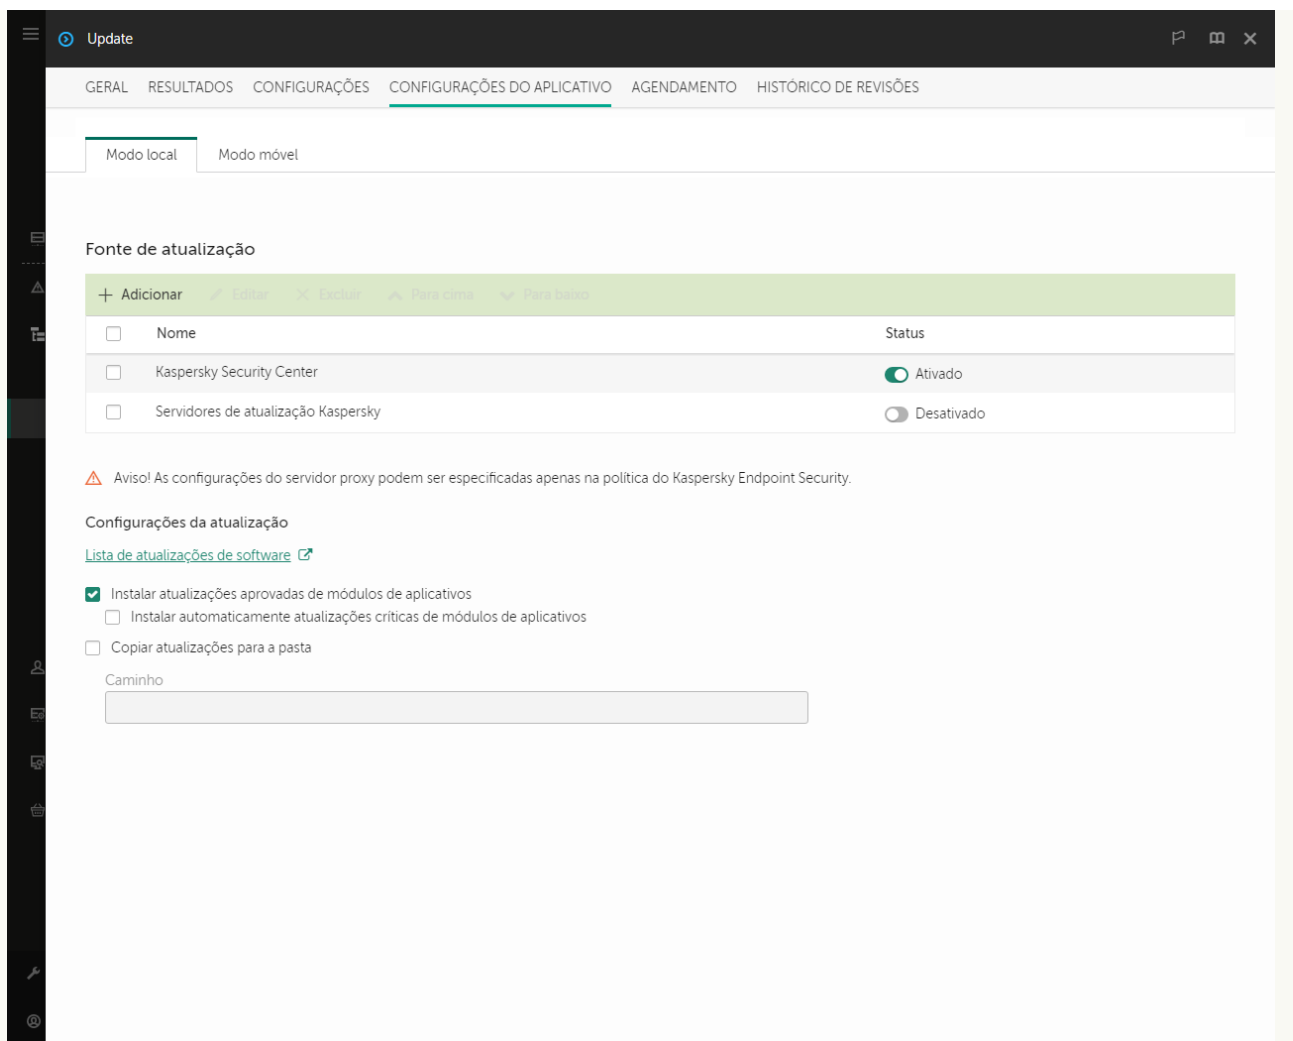 Update
GERAL RESULTADOS CONFIGURAÇÕES CONFIGURAÇÕES DO APLICATIVO AGENDAMENTO HISTÓRICO DE REVISÕES
Modo local Modo móvel
Fonte de atualização
Adicionar Editar Excluir Para cima Para baixo
Nome Status
Kaspersky Security Center Ativado
Servidores de atualização Kaspersky Desativado
Aviso! As configurações do servidor proxy podem ser especificadas apenas na política do Kaspersky Endpoint Security.
Configurações da atualização
Lista de atualizações de software
Instalar atualizações aprovadas de módulos de aplicativos
Instalar automaticamente atualizações críticas de módulos de aplicativos
Copiar atualizações para a pasta
Caminho